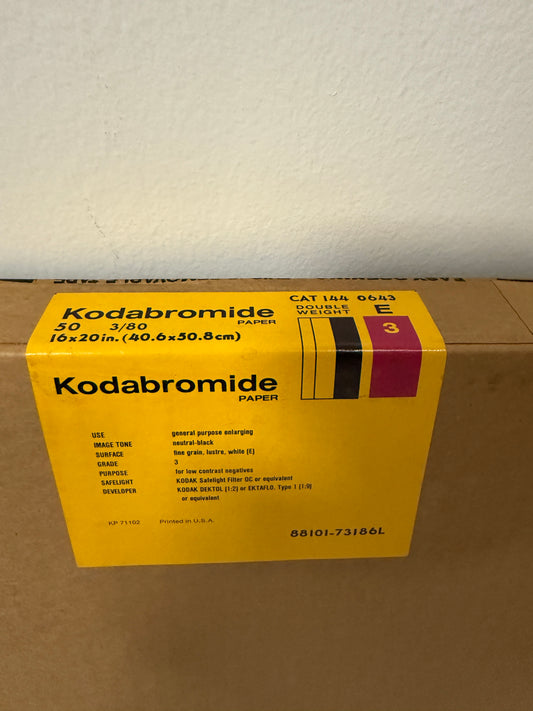 CAT 144 0643
Kodabromide
PAPER
DOUBLE
WEIGHT
E
50 3/80
16x20in. (40.6x50.8cm)
3
Kodabromide
PAPER
USE general purpose enlarging
IMAGE TONE neutral-black
SURFACE fine grain, lustre, white (E)
GRADE 3
PURPOSE for low contrast negatives
SAFELIGHT KODAK Safelight Filter OC or equivalent
DEVELOPER KODAK DEKTOL (1:2) or EKTAFLO, Type 1 (1:9)
or equivalent
KP 71102 Printed in U.S.A.
88101-73186L